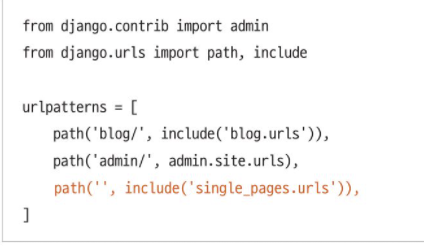 from django.contrib import admin
from django.urls import path, include
urlpatterns = [
    path('blog/', include('blog.urls')),
    path('admin/', admin.site.urls),
    path('', include('single_pages.urls')),
]